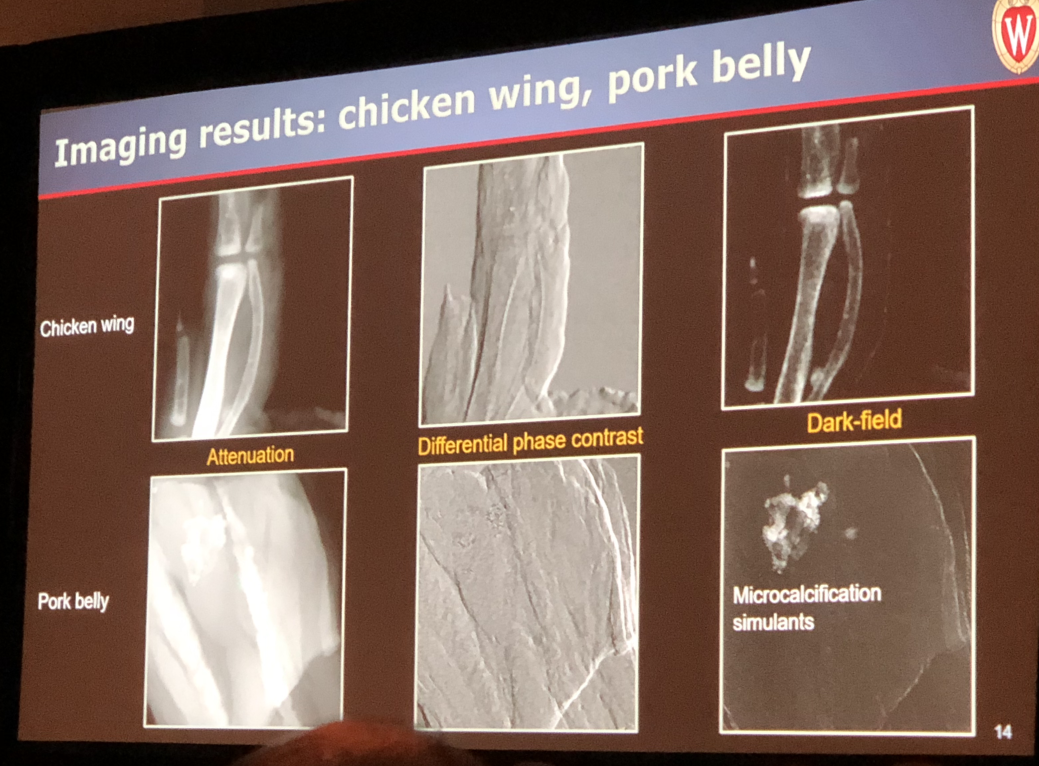 W
Imaging results: chicken wing, pork belly
Chicken wing
Attenuation
Differential phase contrast
Dark-field
Pork belly
Microcalcification
simulants
14